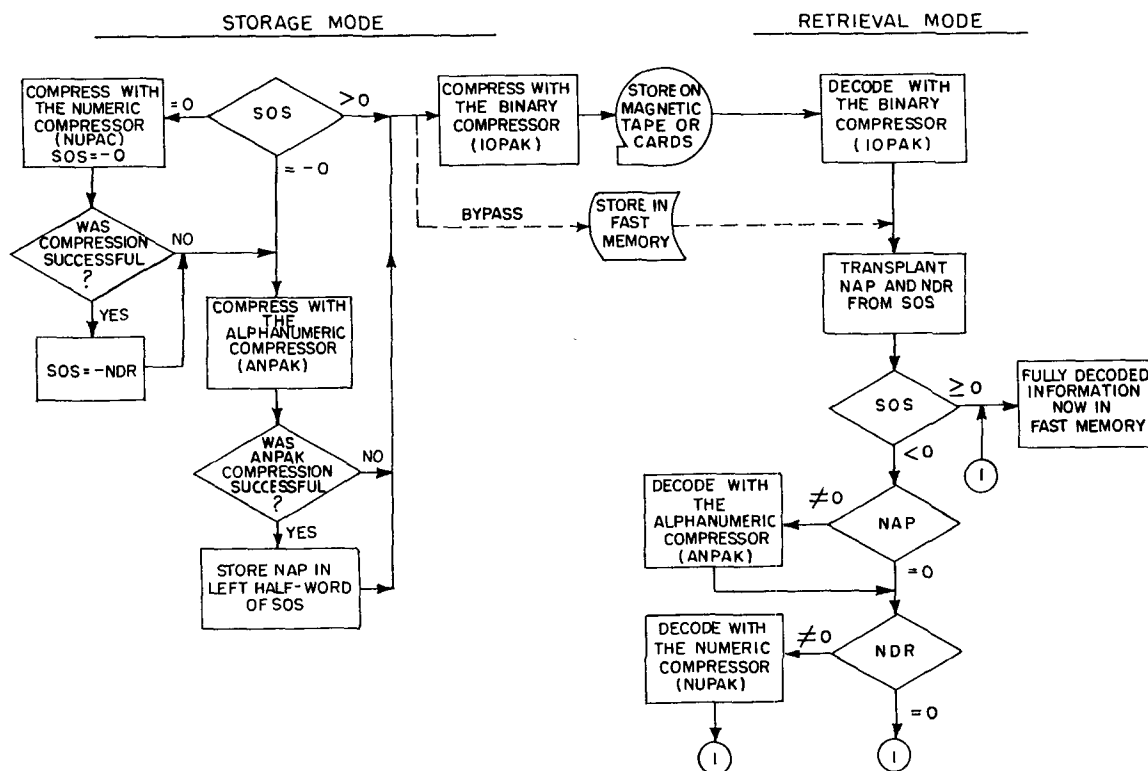 STORAGE MODE
RETRIEVAL MODE
COMPRESS WITH
THE NUMERIC
COMPRESSOR
(NUPAC)
SOS=-0
=0
SOS
>0
=-0
COMPRESS WITH
THE BINARY
COMPRESSOR
(IOPAK)
STORE ON
MAGNETIC
TAPE OR
CARDS
DECODE WITH
THE BINARY
COMPRESSOR
(IOPAK)
WAS
COMPRESSION
SUCCESSFUL
?
NO
YES
SOS=-NDR
BYPASS
STORE IN
FAST
MEMORY
COMPRESS WITH
THE
ALPHANUMERIC
COMPRESSOR
(ANPAK)
WAS
ANPAK
COMPRESSION
SUCCESSFUL
?
NO
YES
STORE NAP IN
LEFT HALF-WORD
OF SOS
TRANSPLANT
NAP AND NDR
FROM SOS
SOS
≥0
<0
FULLY DECODED
INFORMATION
NOW IN
FAST MEMORY
1
DECODE WITH
THE
ALPHANUMERIC
COMPRESSOR
(ANPAK)
≠0
NAP
=0
DECODE WITH
THE NUMERIC
COMPRESSOR
(NUPAK)
≠0
NDR
=0
1
1